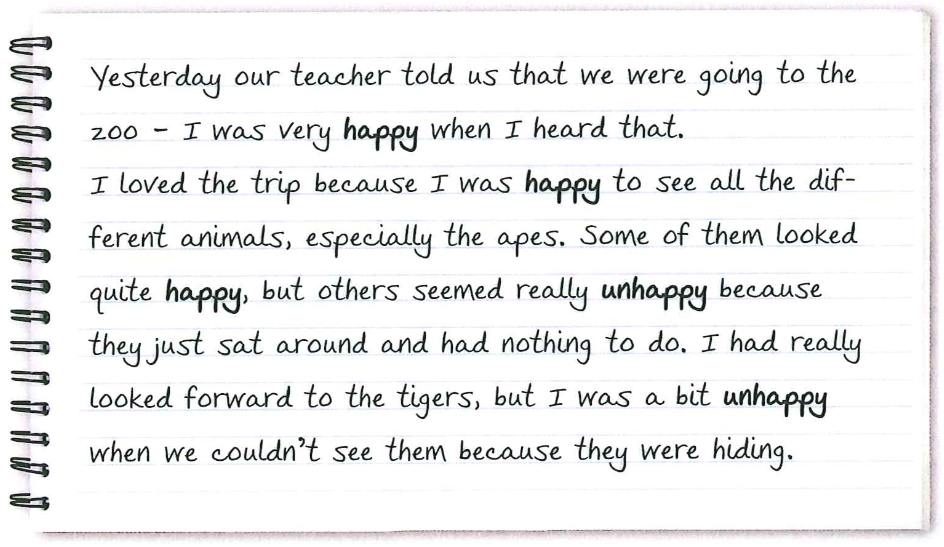 Yesterday our teacher told us that we were going to the
zoo – I was very happy when I heard that.
I loved the trip because I was happy to see all the dif-
ferent animals, especially the apes. Some of them looked
quite happy, but others seemed really unhappy because
they just sat around and had nothing to do. I had really
looked forward to the tigers, but I was a bit unhappy
when we couldn't see them because they were hiding.